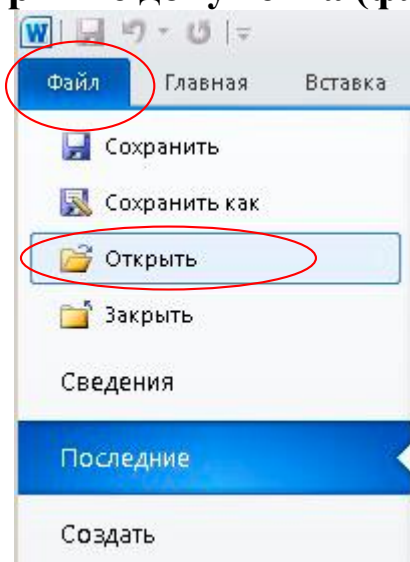 W
Файл Главная Вставка
Сохранить
Сохранить как
Открыть
Закрыть
Сведения
Последние
Создать